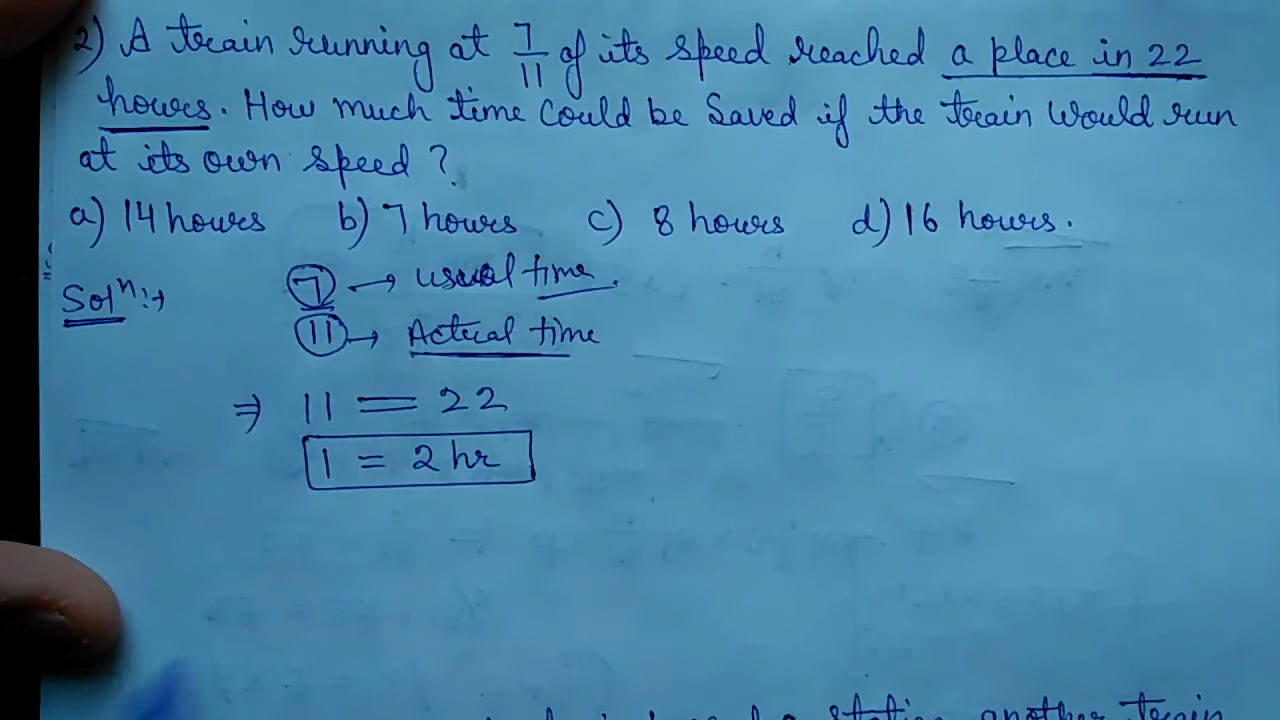 2) A train running at 7/11 of its speed reached a place in 22
hours. How much time could be saved if the train would run
at its own speed?
a) 14 hours b) 7 hours c) 8 hours d) 16 hours.
Solⁿ:→ 7 → usual time.
11 → Actual time
⇒ 11 = 22
1 = 2 hr
another train